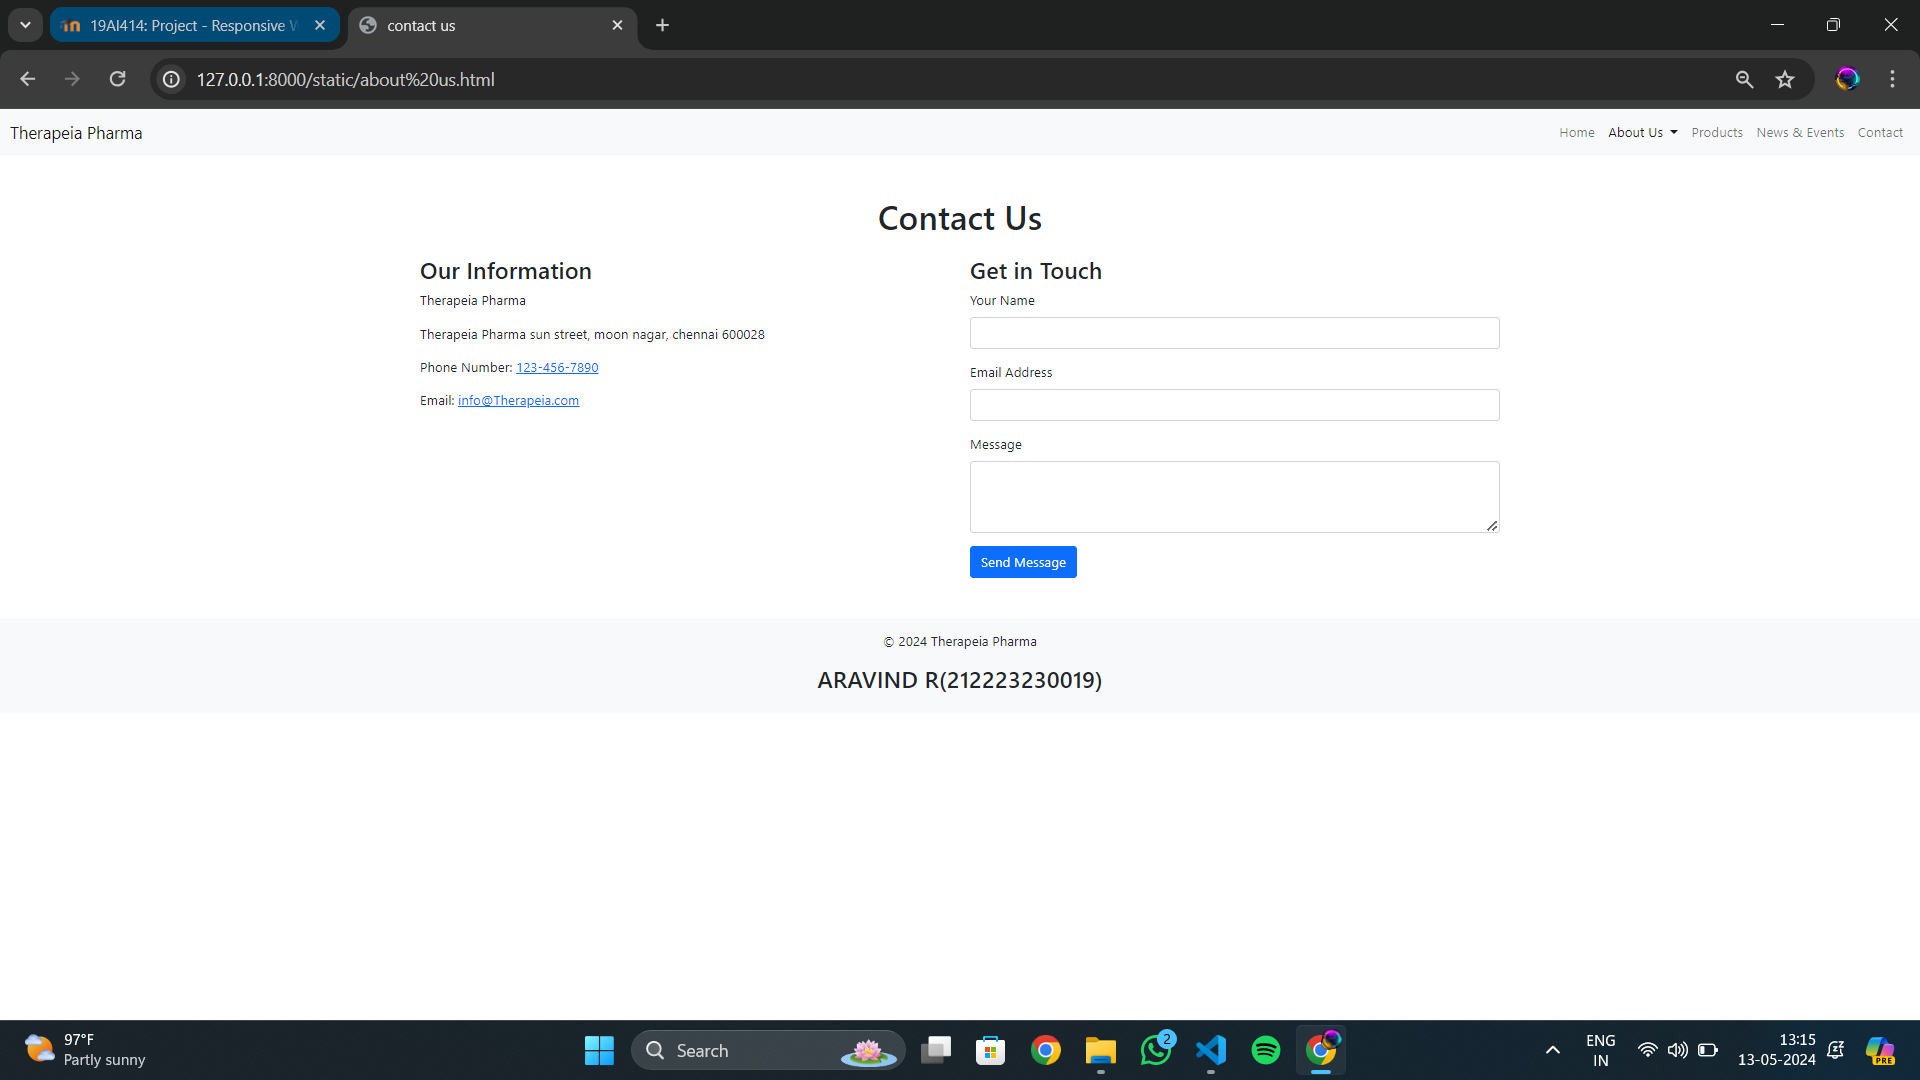 19AI414: Project - Responsive W
contact us
127.0.0.1:8000/static/about%20us.html
Therapeia Pharma
Home About Us Products News & Events Contact
Contact Us
Our Information
Therapeia Pharma
Therapeia Pharma sun street, moon nagar, chennai 600028
Phone Number: 123-456-7890
Email: info@Therapeia.com
Get in Touch
Your Name
Email Address
Message
Send Message
© 2024 Therapeia Pharma
ARAVIND R(212223230019)
97°F
Partly sunny
Search
2
ENG
IN
13:15
13-05-2024
PRE